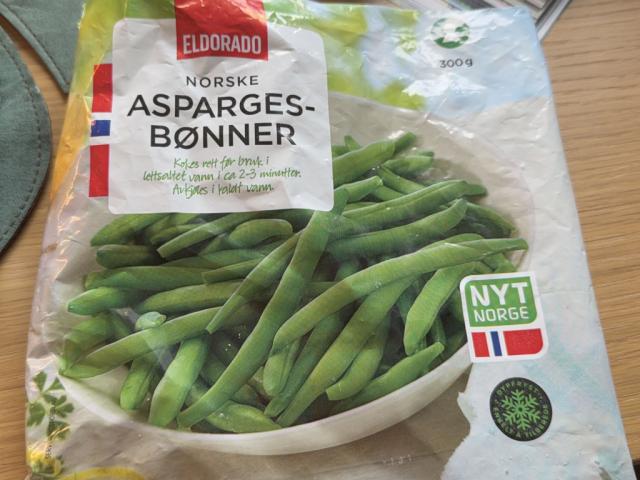 ELDORADO
300g
NORSKE
ASPARGES-
BØNNER
Kokes rett før bruk i
lettsaltet vann i ca 2-3 minutter.
Avkjøles i kaldt vann.
NYT
NORGE
DYPFRYST